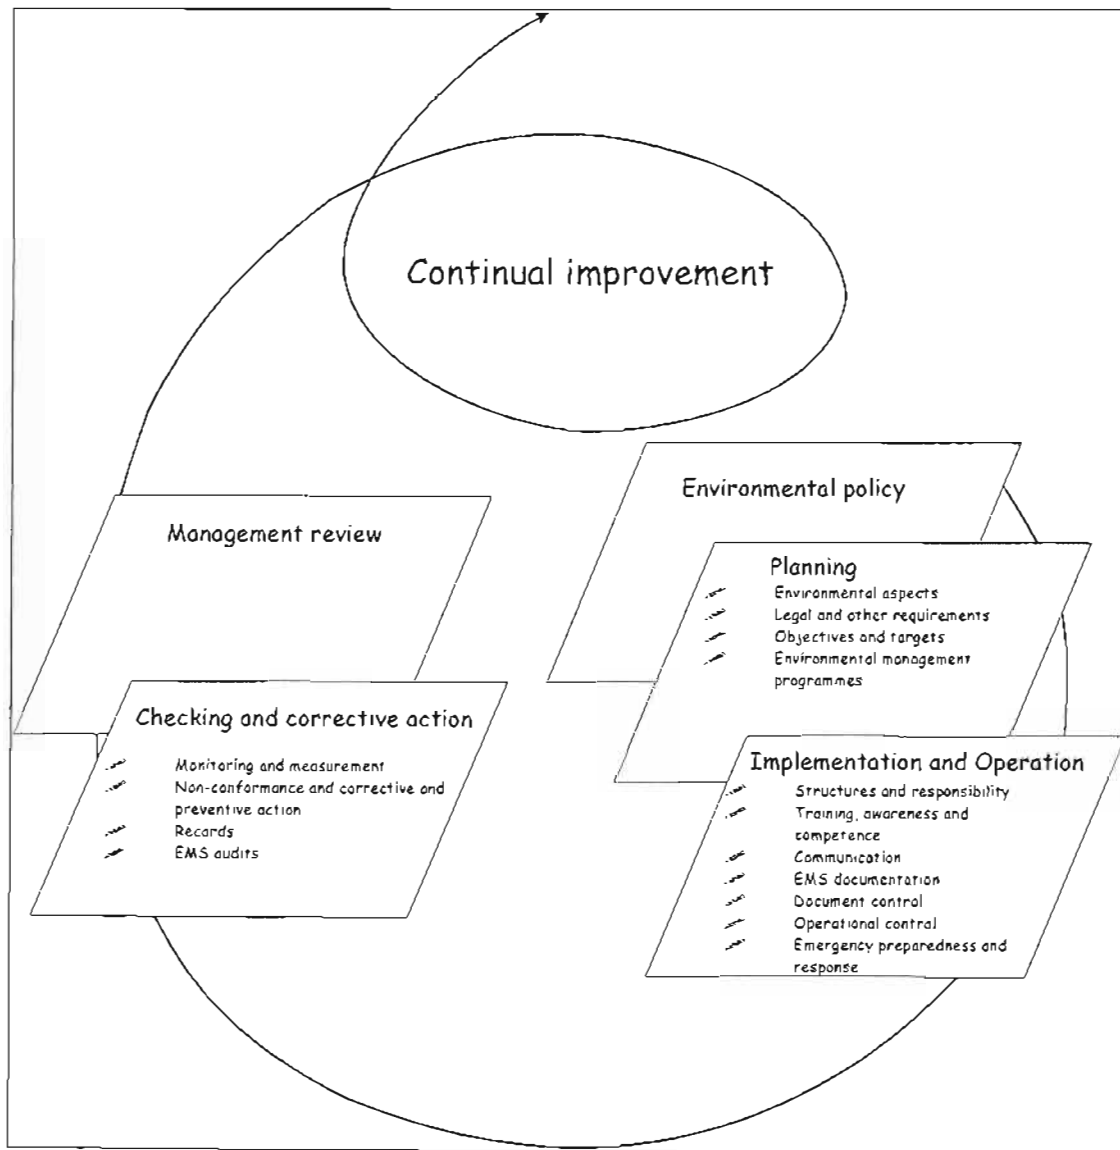 Continual improvement
Environmental policy
Management review
Planning
Environmental aspects
Legal and other requirements
Objectives and targets
Environmental management
programmes
Checking and corrective action
Monitoring and measurement
Non-conformance and corrective and
preventive action
Records
EMS audits
Implementation and Operation
Structures and responsibility
Training, awareness and
competence
Communication
EMS documentation
Document control
Operational control
Emergency preparedness and
response